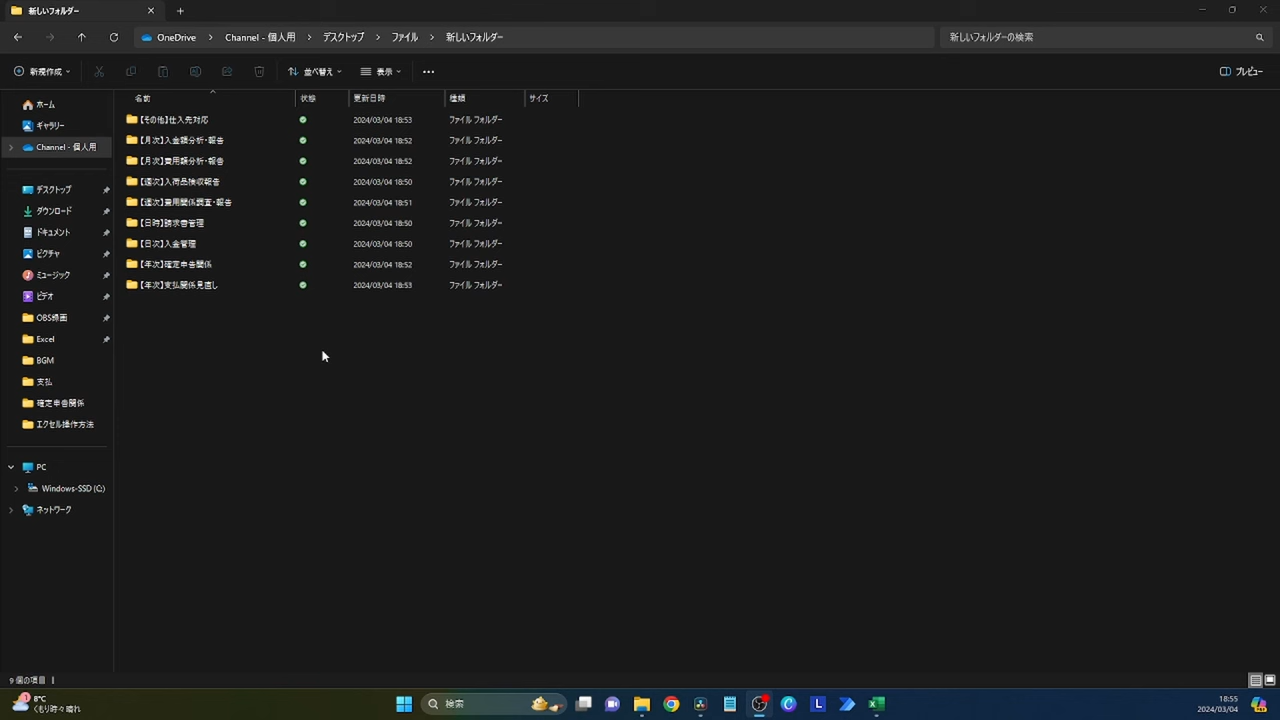 新しいフォルダー
OneDrive
Channel - 個人用
デスクトップ
ファイル
新しいフォルダー
新しいフォルダーの検索
新規作成
並べ替え
表示
プレビュー
名前
状態
更新日時
種類
サイズ
【その他】仕入先対応
2024/03/04 18:53
ファイル フォルダー
【月次】入金額分析・報告
2024/03/04 18:52
ファイル フォルダー
【月次】費用額分析・報告
2024/03/04 18:52
ファイル フォルダー
【週次】入荷品検収報告
2024/03/04 18:50
ファイル フォルダー
【週次】費用関係調査・報告
2024/03/04 18:51
ファイル フォルダー
【日時】請求書管理
2024/03/04 18:50
ファイル フォルダー
【日次】入金管理
2024/03/04 18:50
ファイル フォルダー
【年次】確定申告関係
2024/03/04 18:52
ファイル フォルダー
【年次】支払関係見直し
2024/03/04 18:53
ファイル フォルダー
ホーム
ギャラリー
Channel - 個人用
デスクトップ
ダウンロード
ドキュメント
ピクチャ
ミュージック
ビデオ
OBS録画
Excel
BGM
支払
確定申告関係
エクセル操作方法
PC
Windows-SSD (C:)
ネットワーク
9 個の項目
8°C
くもり時々晴れ
検索
18:55
2024/03/04